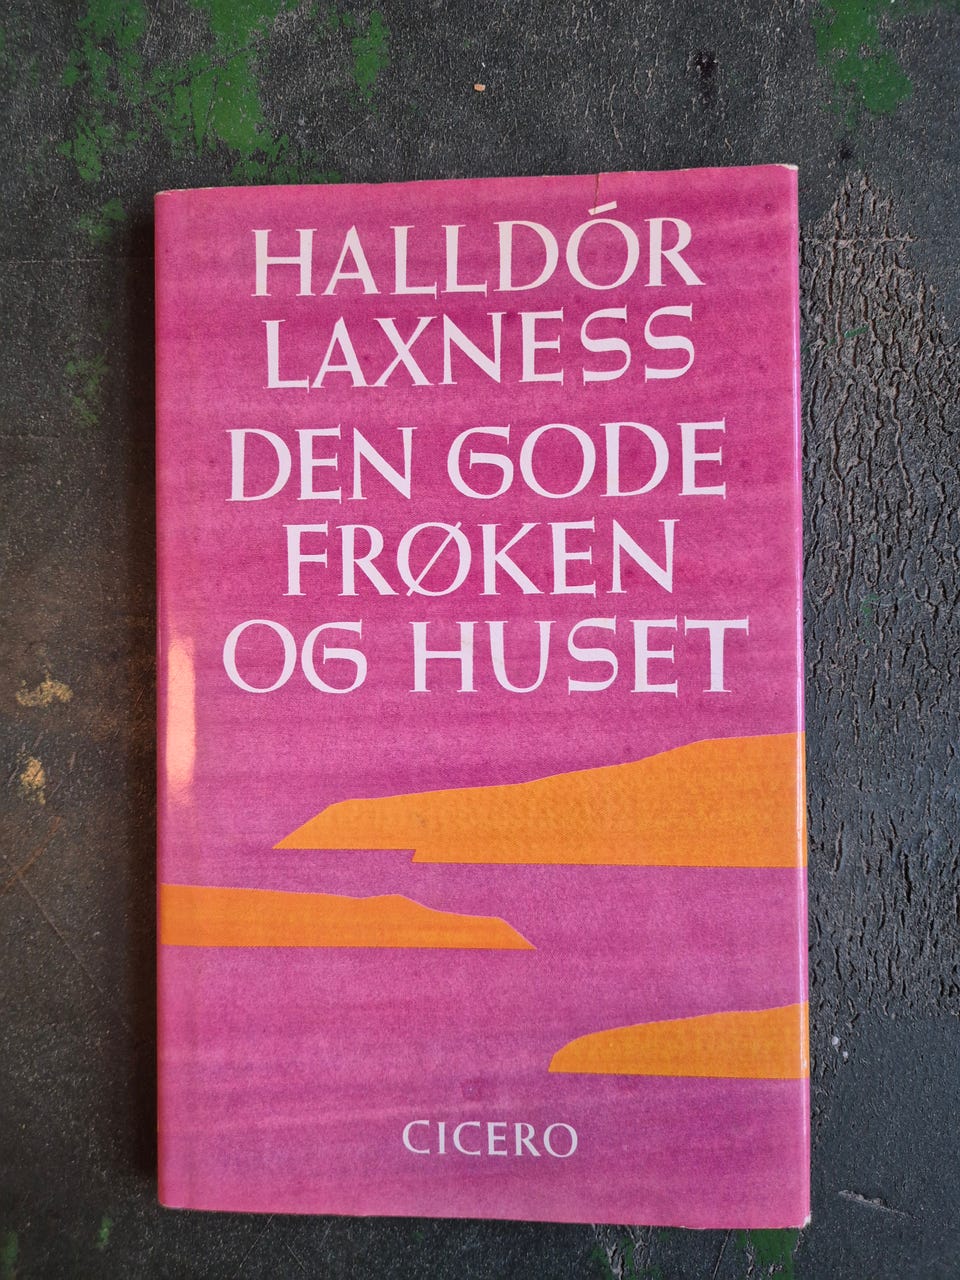 HALLDÓR
LAXNESS
DEN GODE
FRØKEN
OG HUSET
CICERO